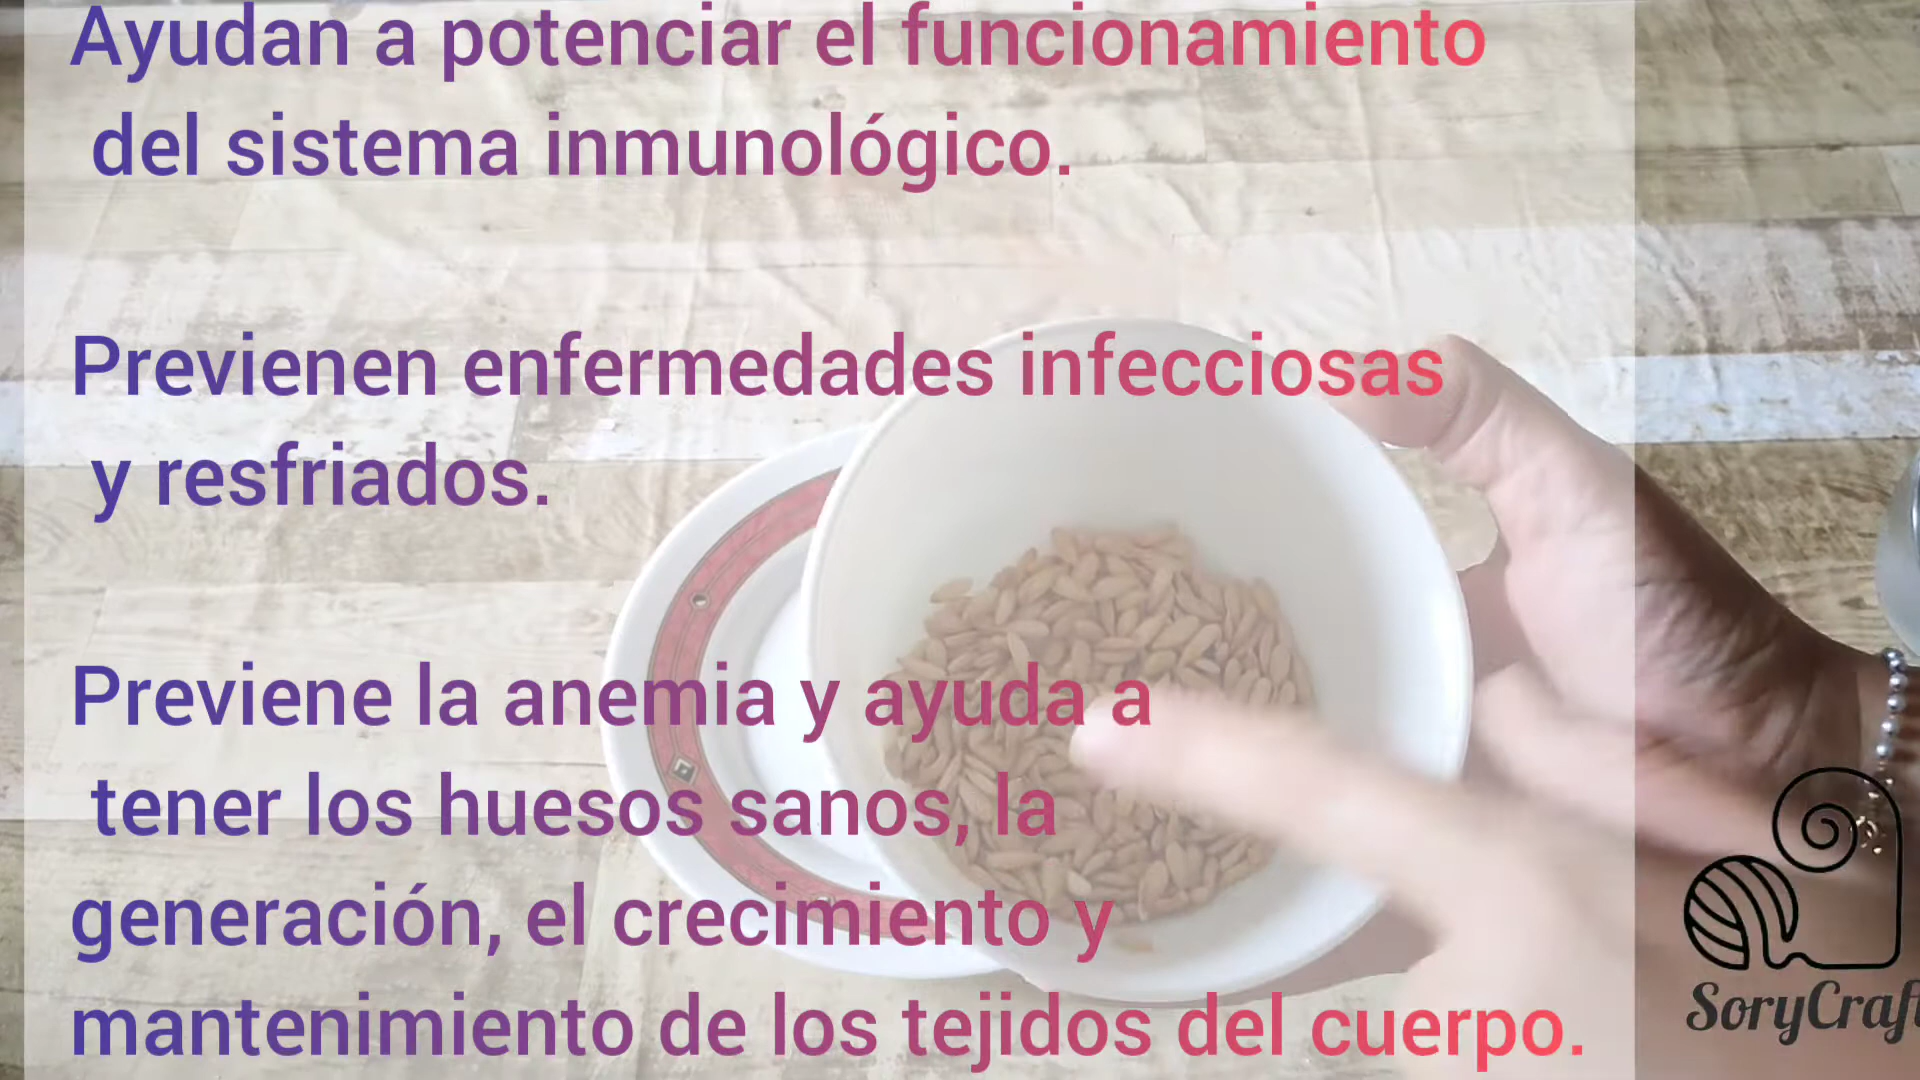 Ayudan a potenciar el funcionamiento
del sistema inmunológico.
Previenen enfermedades infecciosas
y resfriados.
Previene la anemia y ayuda a
tener los huesos sanos, la
generación, el crecimiento y
mantenimiento de los tejidos del cuerpo.
SoryCraft